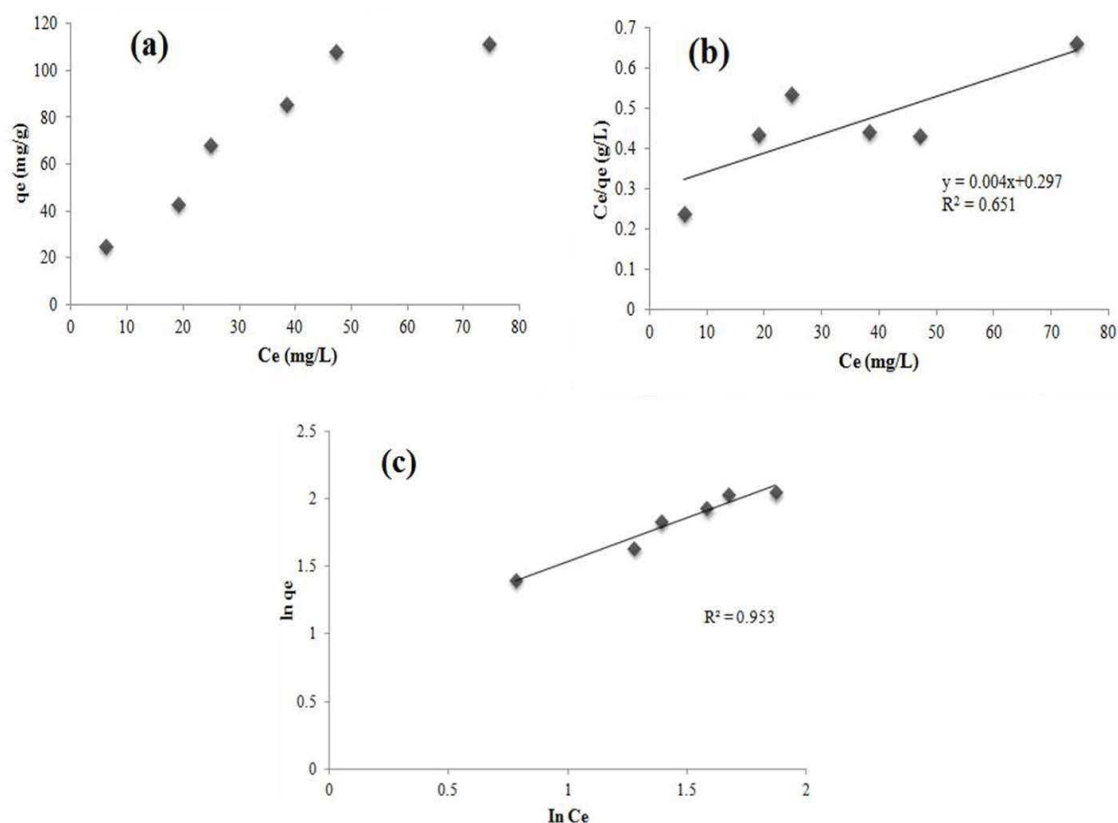 (a)
120
100
80
60
40
20
0
qe (mg/g)
0 10 20 30 40 50 60 70 80
Ce (mg/L)
(b)
0.7
0.6
0.5
0.4
0.3
0.2
0.1
0
Ce/qe (g/L)
y = 0.004x+0.297
R² = 0.651
0 10 20 30 40 50 60 70 80
Ce (mg/L)
(c)
2.5
2
1.5
1
0.5
0
ln qe
R² = 0.953
0 0.5 1 1.5 2
In Ce